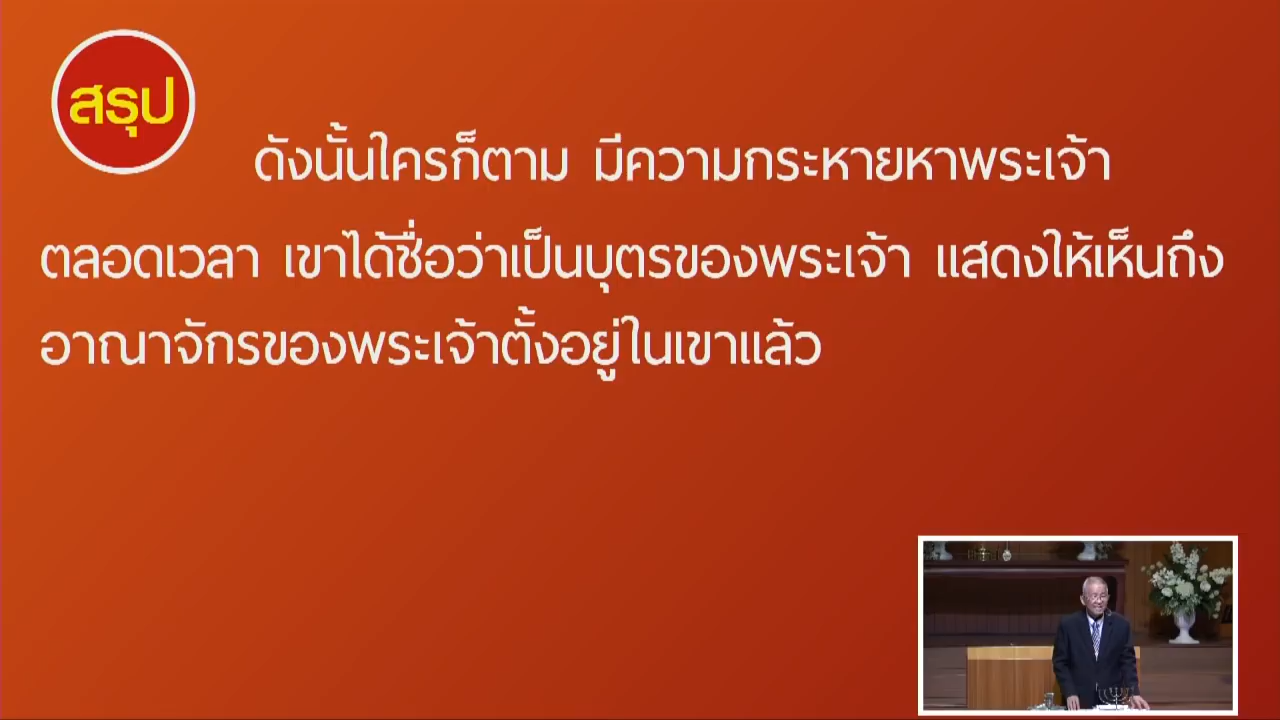 สรุป
ดังนั้นใครก็ตาม มีความกระหายหาพระเจ้า
ตลอดเวลา เขาได้ชื่อว่าเป็นบุตรของพระเจ้า แสดงให้เห็นถึง
อาณาจักรของพระเจ้าตั้งอยู่ในเขาแล้ว